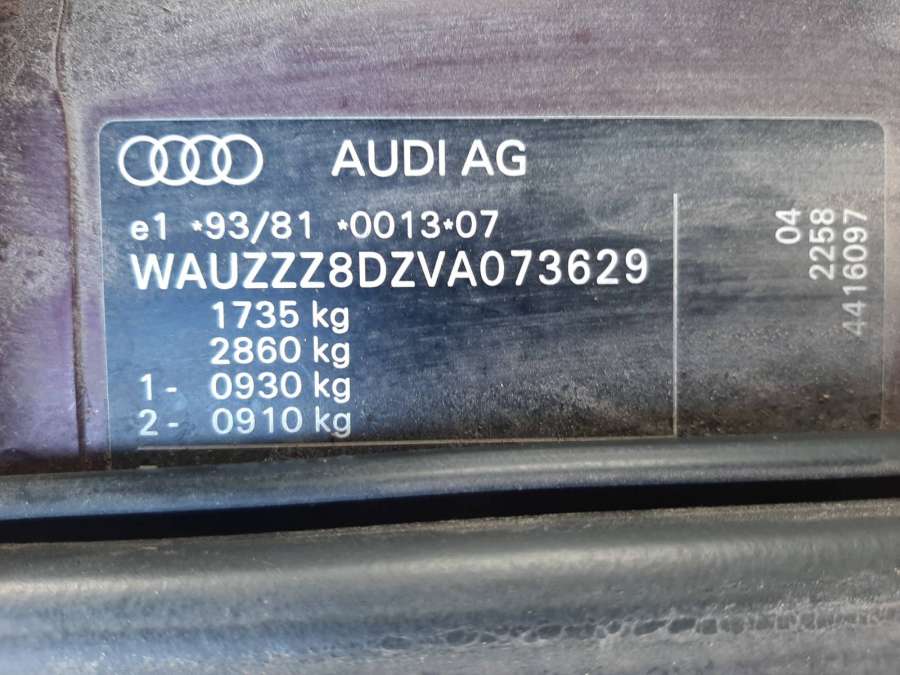 AUDI AG
e1 *93/81 *0013*07
WAUZZZ8DZVA073629
1735 kg
2860 kg
1- 0930 kg
2- 0910 kg
04
2258
4416097